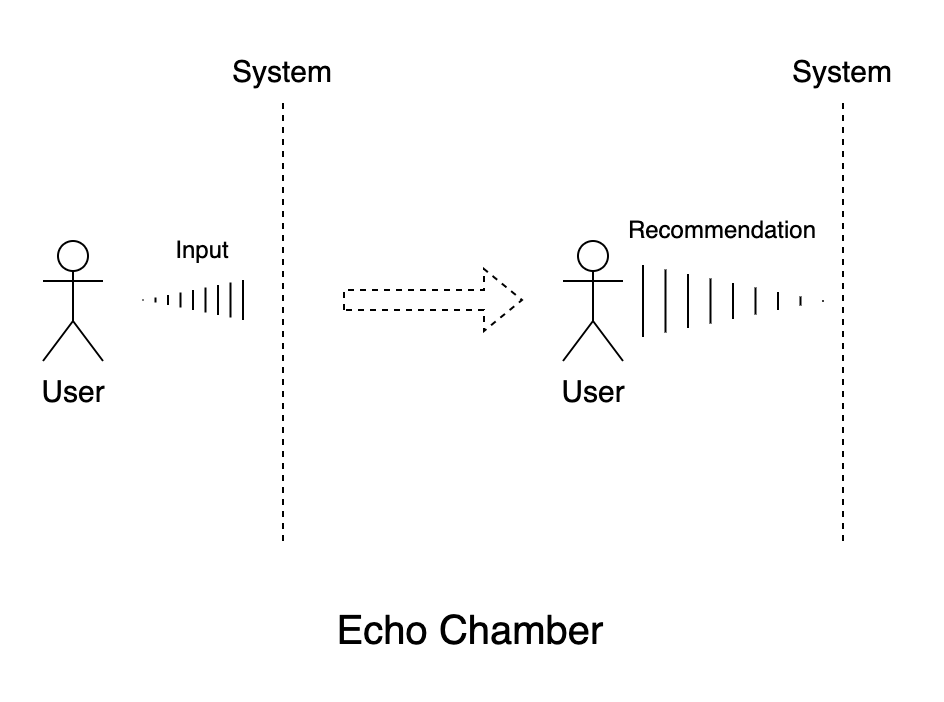 System
System
Input
Recommendation
User
User
Echo Chamber